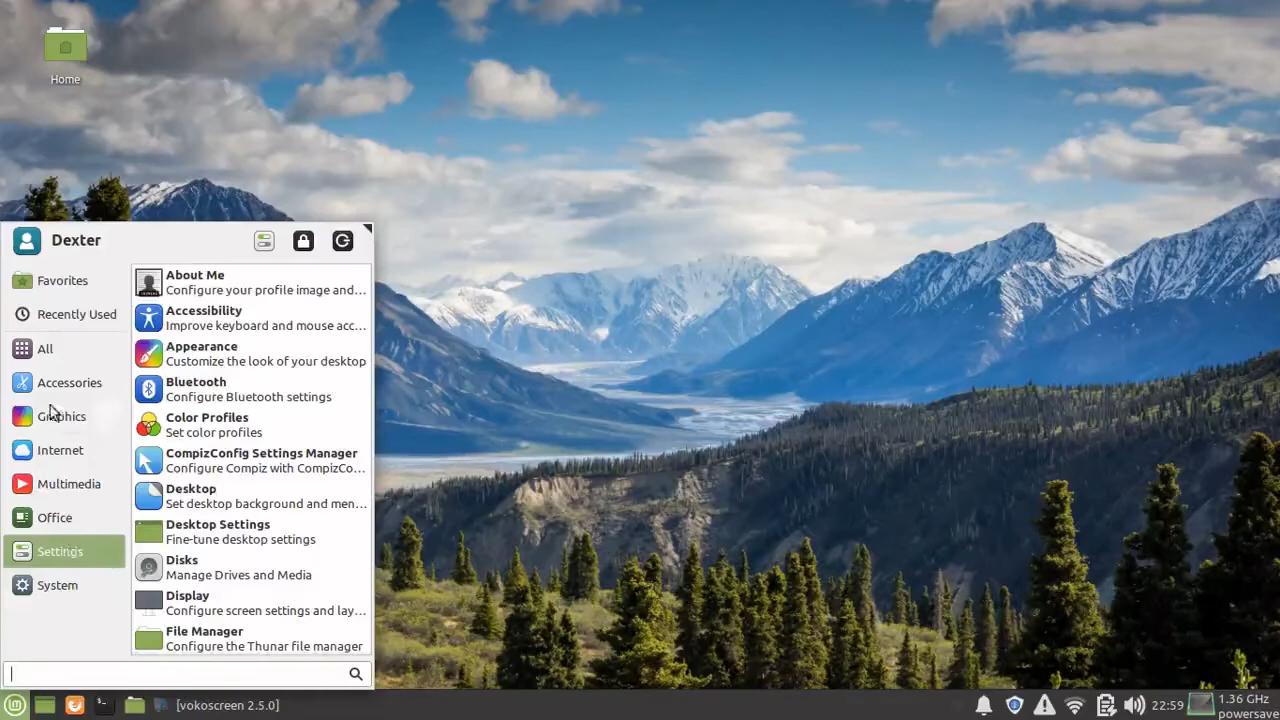 Home
Dexter
Favorites
Recently Used
All
Accessories
Graphics
Internet
Multimedia
Office
Settings
System
About Me
Configure your profile image and...
Accessibility
Improve keyboard and mouse acc...
Appearance
Customize the look of your desktop
Bluetooth
Configure Bluetooth settings
Color Profiles
Set color profiles
CompizConfig Settings Manager
Configure Compiz with CompizCo...
Desktop
Set desktop background and men...
Desktop Settings
Fine-tune desktop settings
Disks
Manage Drives and Media
Display
Configure screen settings and lay...
File Manager
Configure the Thunar file manager
[vokoscreen 2.5.0]
22:59
1.36 GHz
powersave